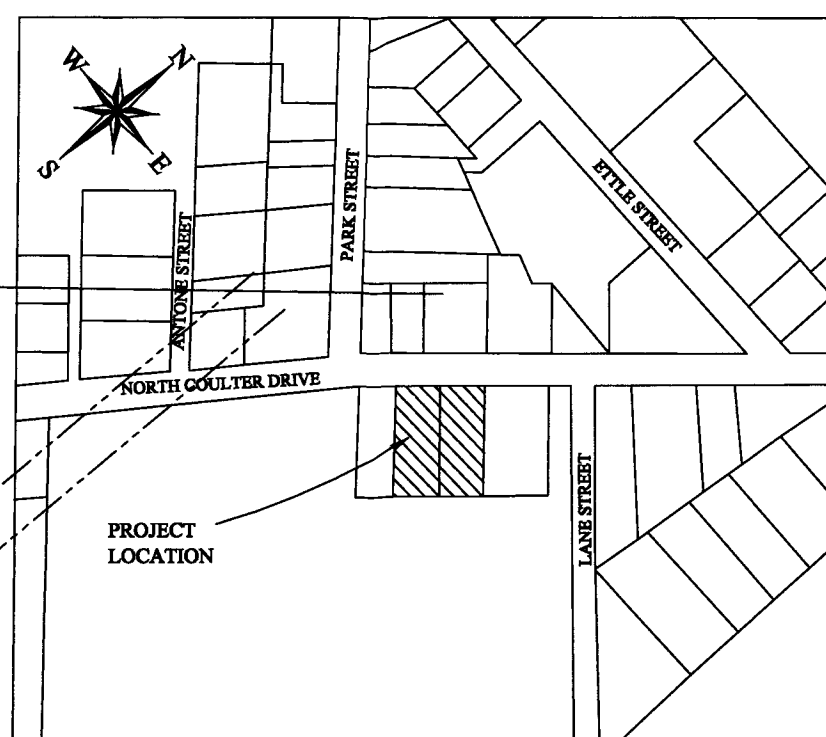 W
N
S
E
ANTONE STREET
PARK STREET
ETTLE STREET
NORTH COULTER DRIVE
LANE STREET
PROJECT
LOCATION